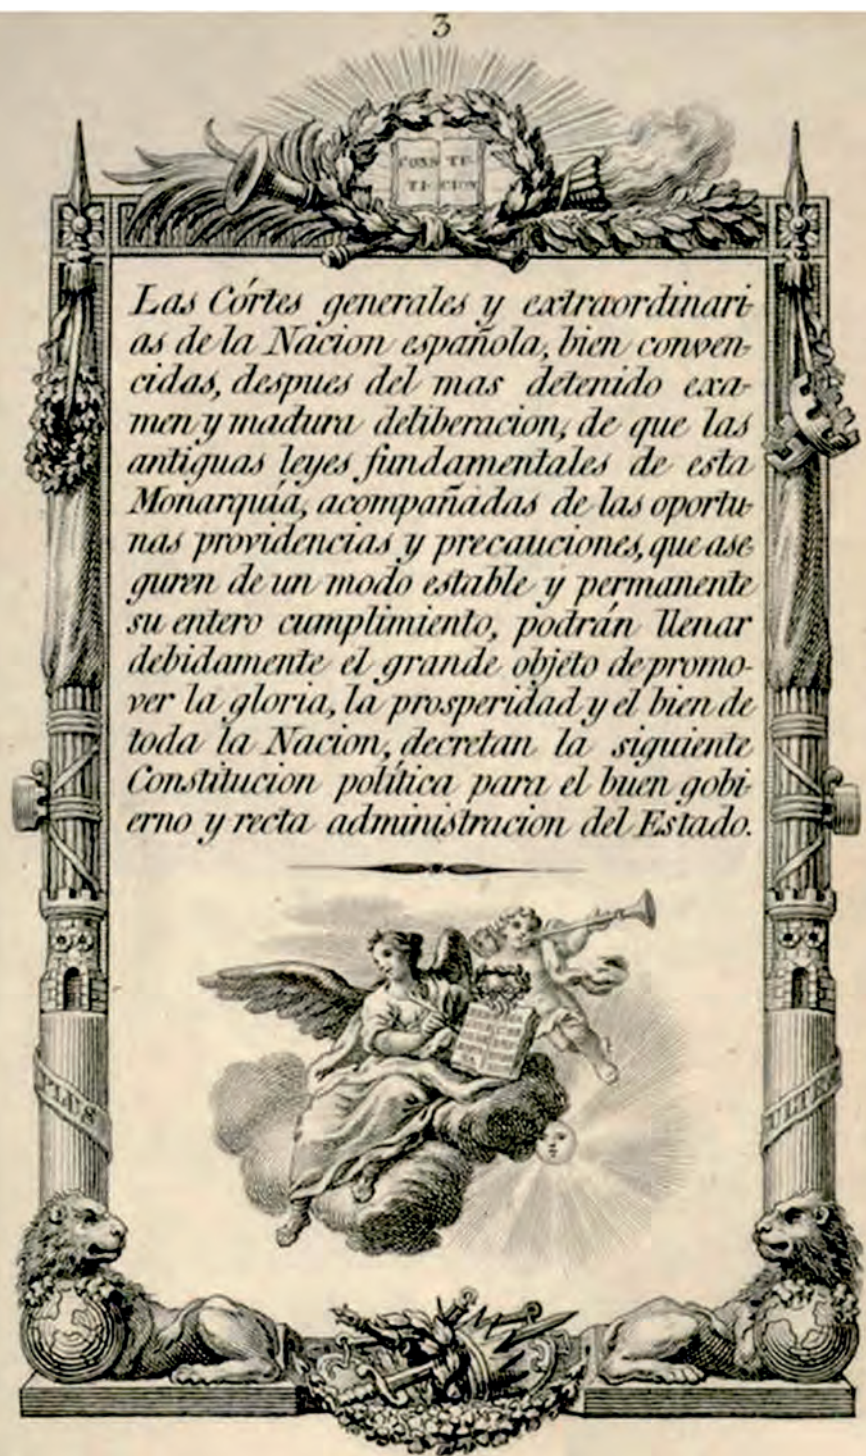 3
CONS TI-
TU CION
Las Córtes generales y extraordinari-
as de la Nacion española, bien conven-
cidas, despues del mas detenido exa-
men y madura deliberacion, de que las
antiguas leyes fundamentales de esta
Monarquía, acompañadas de las oportu-
nas providencias y precauciones, que ase-
guren de un modo estable y permanente
su entero cumplimiento, podrán llenar
debidamente el grande objeto de promo-
ver la gloria, la prosperidad y el bien de
toda la Nacion, decretan la siguiente
Constitucion política para el buen gobi-
erno y recta administracion del Estado.
PLUS
ULTRA